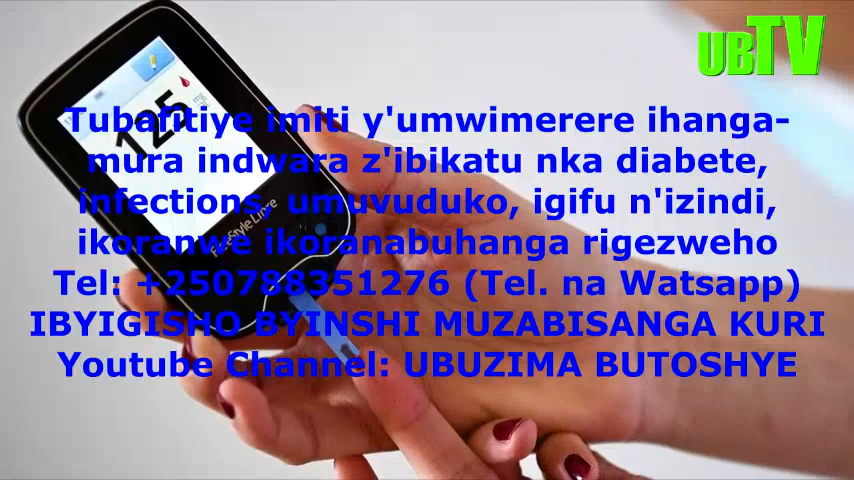 UBTV
125
Tubafitiye imiti y'umwimerere ihanga-
mura indwara z'ibikatu nka diabete,
infections, umuvuduko, igifu n'izindi,
ikoranwe ikoranabuhanga rigezweho
FreeStyle Libre
Tel: +250788351276 (Tel. na Watsapp)
IBYIGISHO BYINSHI MUZABISANGA KURI
Youtube Channel: UBUZIMA BUTOSHYE